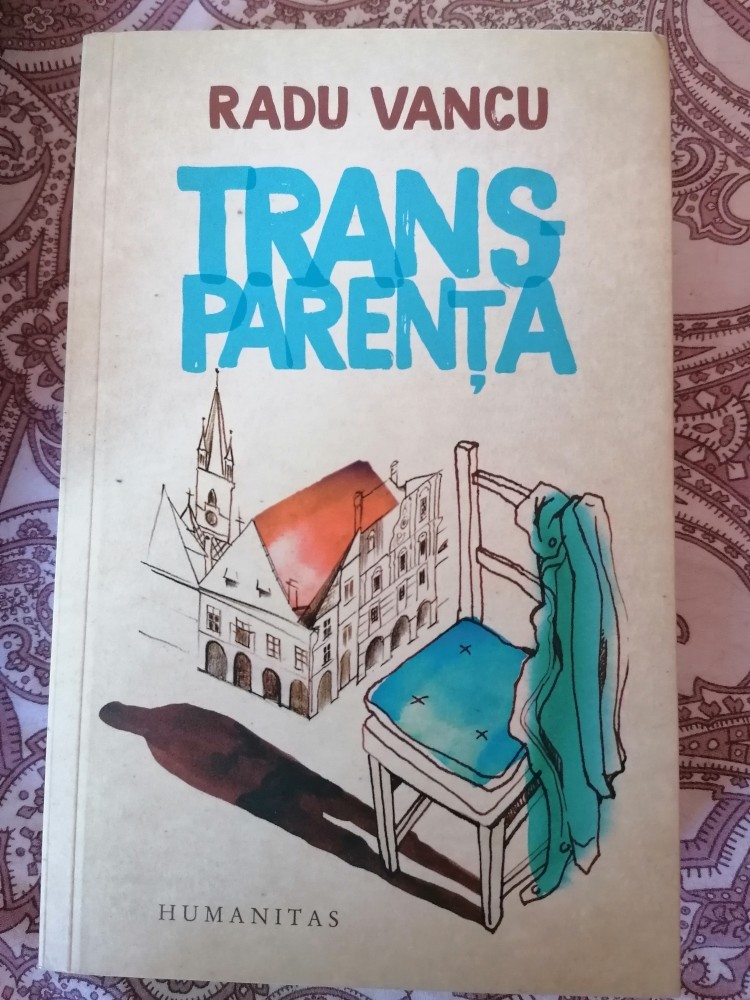 RADU VANCU
TRANS-
PARENȚA
HUMANITAS